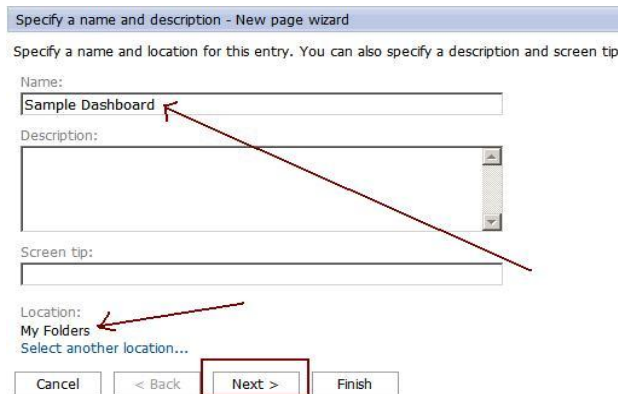 Specify a name and description - New page wizard
Specify a name and location for this entry. You can also specify a description and screen tip
Name:
Sample Dashboard
Description:
Screen tip:
Location:
My Folders
Select another location...
Cancel < Back Next > Finish